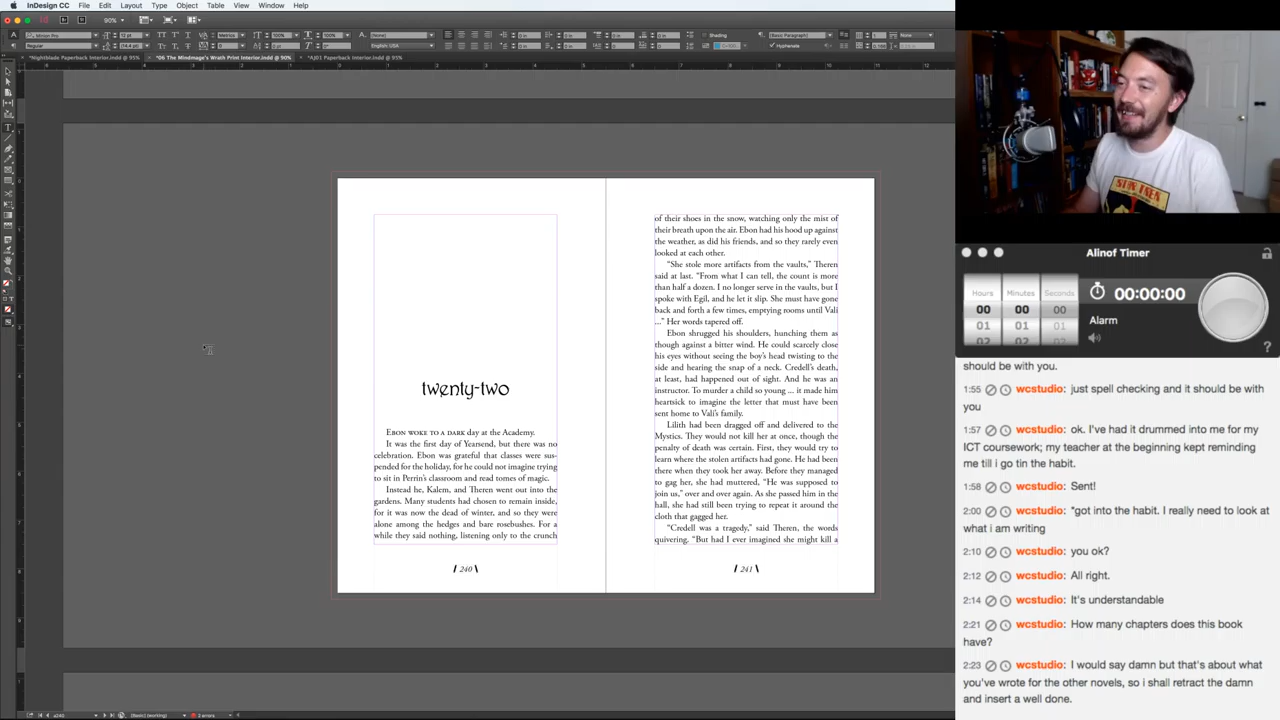 InDesign CC File Edit Layout Type Object Table View Window Help
90%
*Nightblade Paperback Interior.indd @ 95% *06 The Mindmage's Wrath Print Interior.indd @ 90% *AJ01 Paperback Interior.indd @ 95%
twenty-two
Ebon woke to a dark day at the Academy.
It was the first day of Yearsend, but there was no
celebration. Ebon was grateful that classes were sus-
pended for the holiday, for he could not imagine trying
to sit in Perrin's classroom and read tomes of magic.
Instead he, Kalem, and Theren went out into the
gardens. Many students had chosen to remain inside,
for it was now the dead of winter, and so they were
alone among the hedges and bare rosebushes. For a
while they said nothing, listening only to the crunch
240
of their shoes in the snow, watching only the mist of
their breath upon the air. Ebon had his hood up against
the weather, as did his friends, and so they rarely even
looked at each other.
“She stole more artifacts from the vaults,” Theren
said at last. “From what I can tell, the count is more
than half a dozen. I no longer serve in the vaults, but I
spoke with Egil, and he let it slip. She must have gone
back and forth a few times, emptying rooms until Vali
...” Her words tapered off.
Ebon shrugged his shoulders, hunching them as
though against a bitter wind. He could scarcely close
his eyes without seeing the boy's head twisting to the
side and hearing the snap of a neck. Credell's death,
at least, had happened out of sight. And he was an
instructor. To murder a child so young ... it made him
heartsick to imagine the letter that must have been
sent home to Vali's family.
Lilith had been dragged off and delivered to the
Mystics. They would not kill her at once, though the
penalty of death was certain. First, they would try to
learn where the stolen artifacts had gone. He had been
there when they took her away. Before they managed
to gag her, she had muttered, “He was supposed to
join us,” over and over again. As she passed him in the
hall, she had still been trying to repeat it around the
cloth that gagged her.
“Credell was a tragedy,” said Theren, the words
quivering. “But had I ever imagined she might kill a
241
Alinof Timer
Hours Minutes Seconds
00 00 00
01 01 01
02 02 02
00:00:00
Alarm
should be with you.
1:55 wcstudio: just spell checking and it should be with
you
1:57 wcstudio: ok. I've had it drummed into me for my
ICT coursework; my teacher at the beginning kept reminding
me till i go tin the habit.
1:58 wcstudio: Sent!
2:00 wcstudio: *got into the habit. I really need to look at
what i am writing
2:10 wcstudio: you ok?
2:12 wcstudio: All right.
2:14 wcstudio: It's understandable
2:21 wcstudio: How many chapters does this book
have?
2:23 wcstudio: I would say damn but that's about what
you've wrote for the other novels, so i shall retract the damn
and insert a well done.